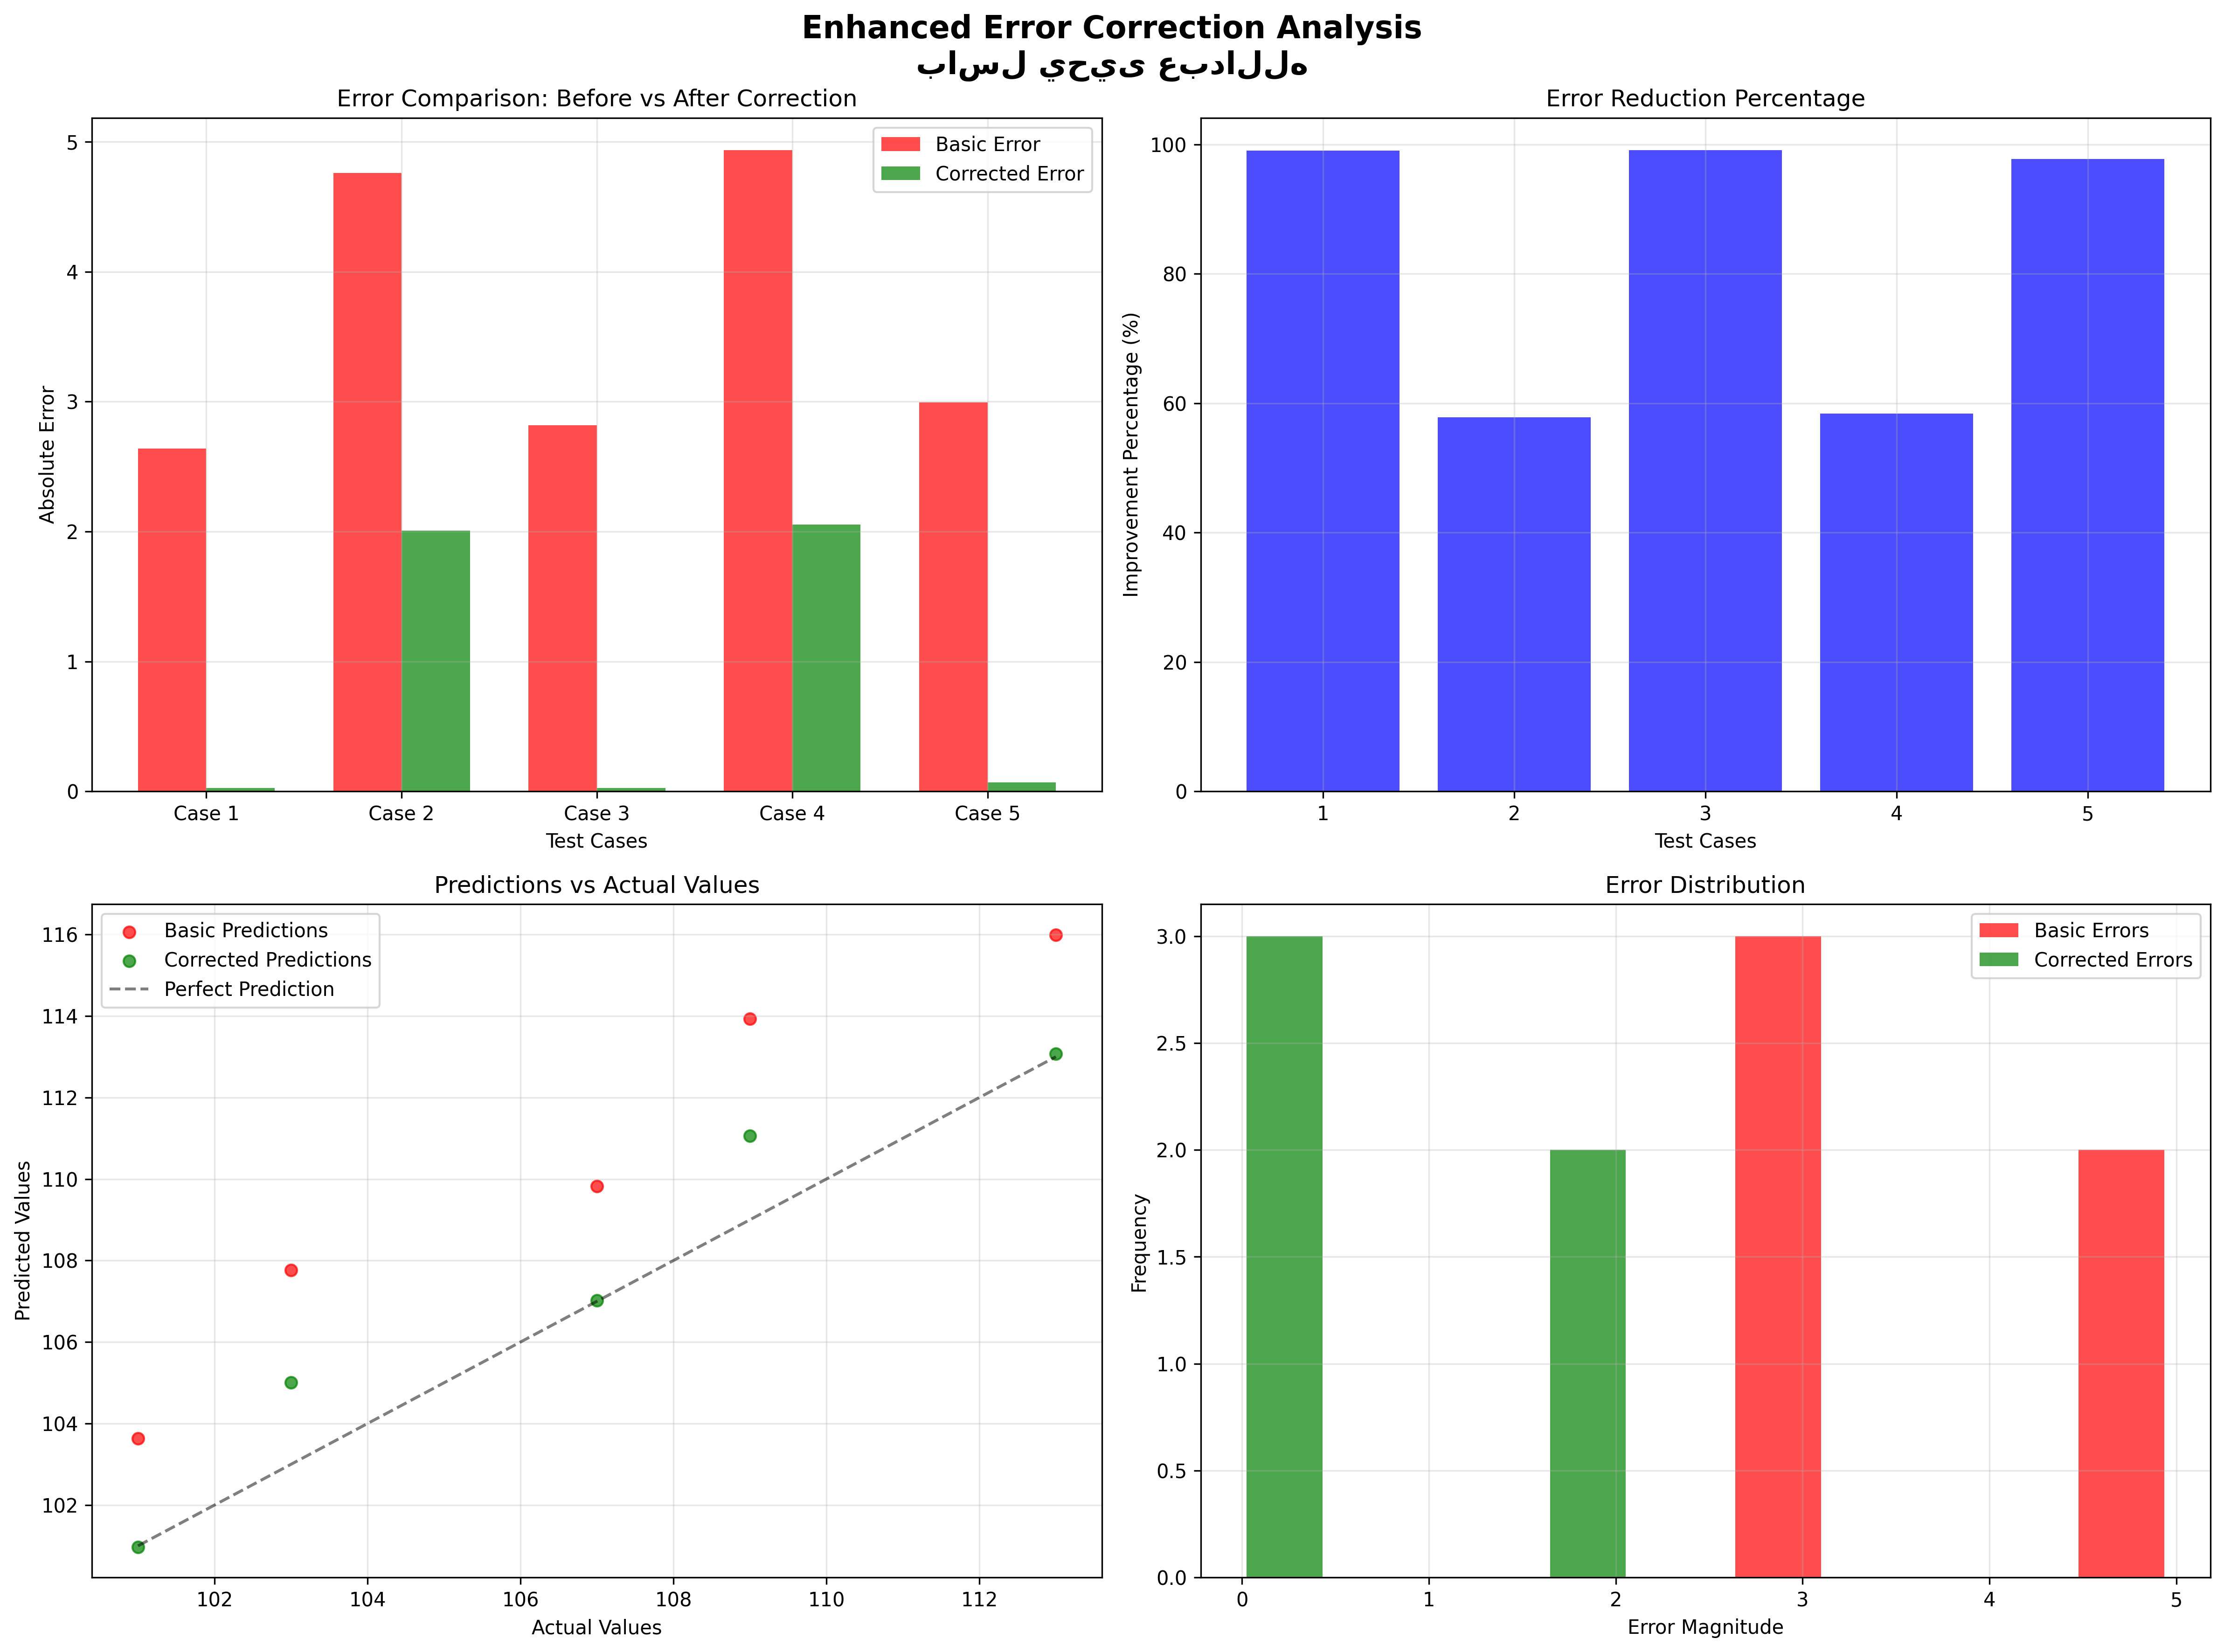 Enhanced Error Correction Analysis
باسل يحيى عبدالله
Error Comparison: Before vs After Correction
Basic Error
Corrected Error
Absolute Error
5
4
3
2
1
0
Case 1 Case 2 Case 3 Case 4 Case 5
Test Cases
Error Reduction Percentage
Improvement Percentage (%)
100
80
60
40
20
0
1 2 3 4 5
Test Cases
Predictions vs Actual Values
Basic Predictions
Corrected Predictions
Perfect Prediction
Predicted Values
116
114
112
110
108
106
104
102
102 104 106 108 110 112
Actual Values
Error Distribution
Basic Errors
Corrected Errors
Frequency
3.0
2.5
2.0
1.5
1.0
0.5
0.0
0 1 2 3 4 5
Error Magnitude